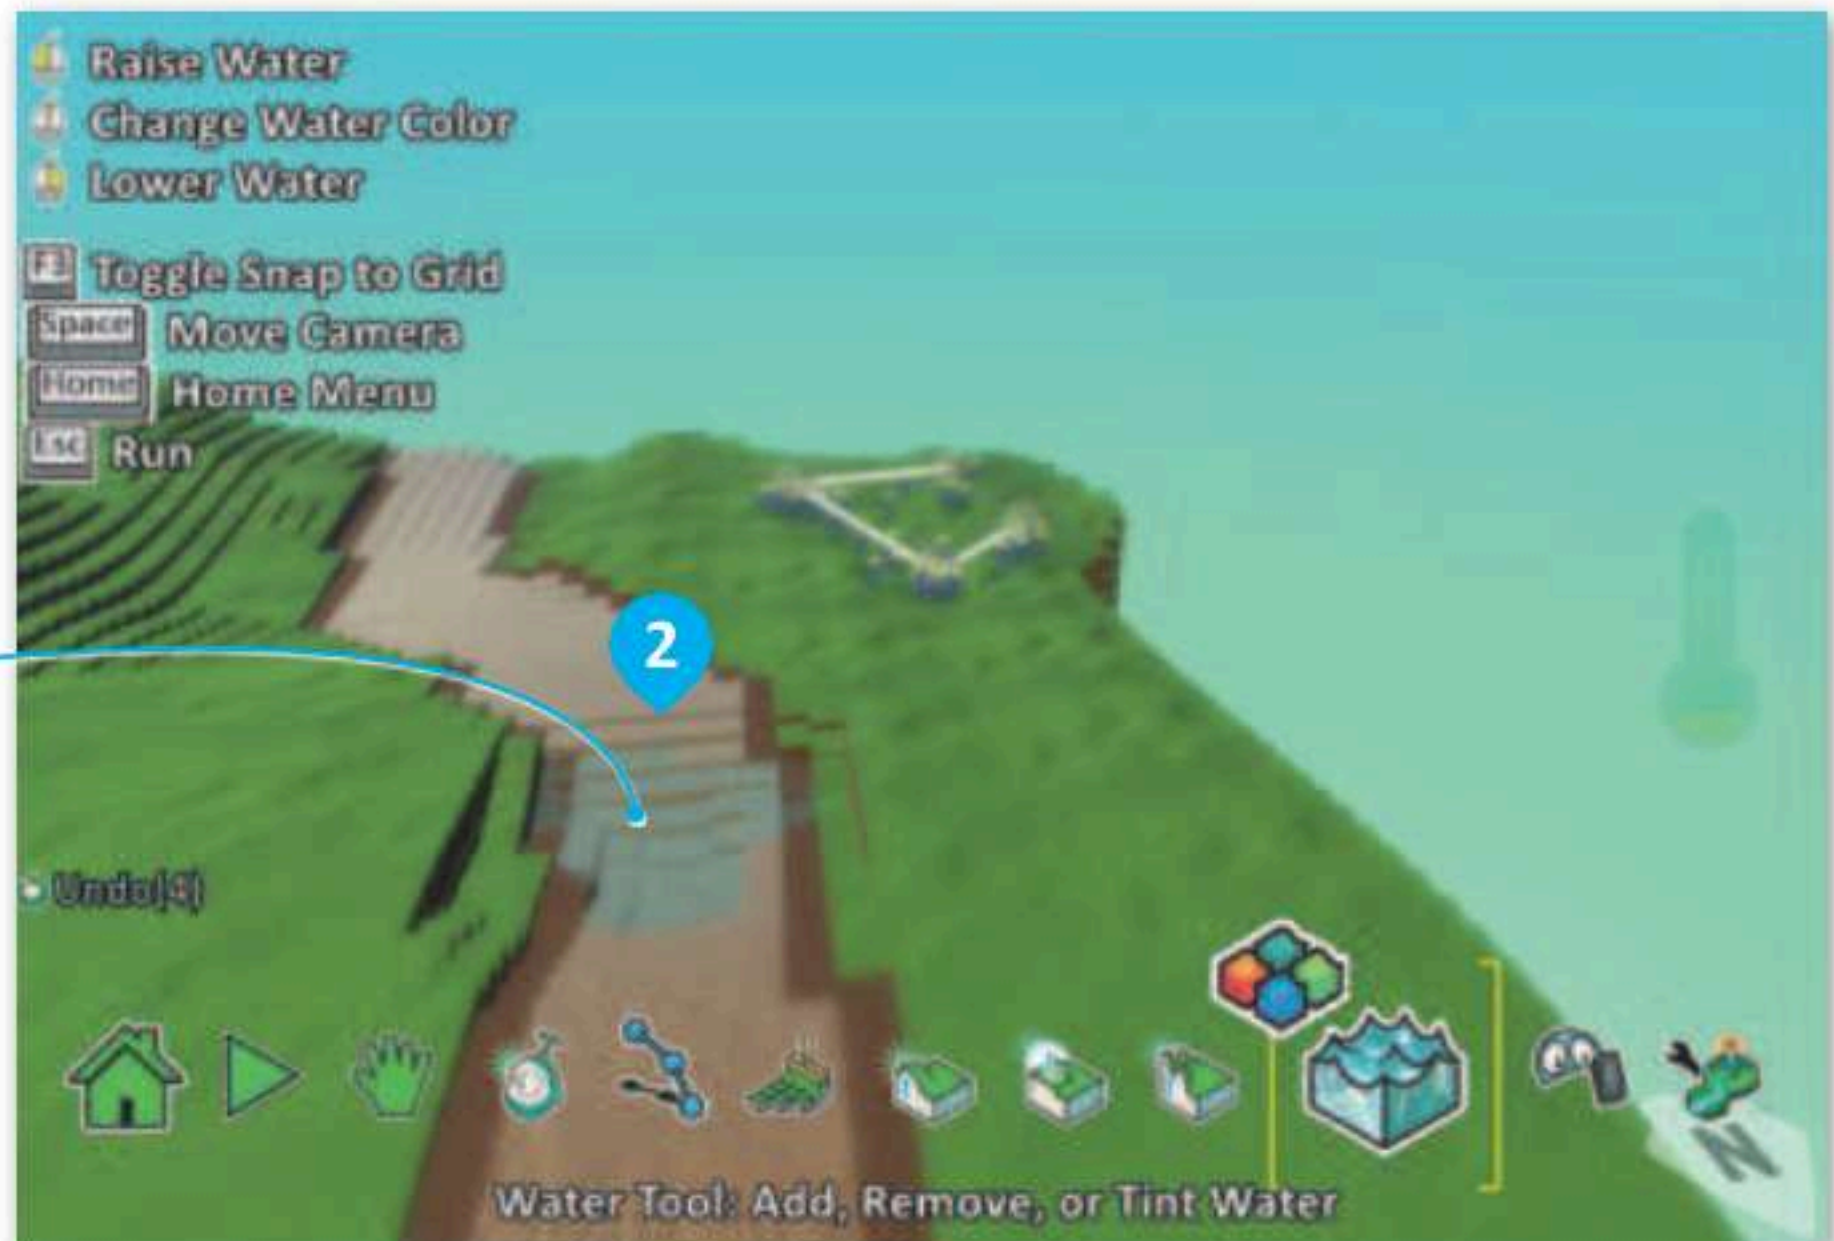 Raise Water
Change Water Color
Lower Water
Toggle Snap to Grid
Space Move Camera
Home Home Menu
Esc Run
2
Undo(4)
N
Water Tool: Add, Remove, or Tint Water